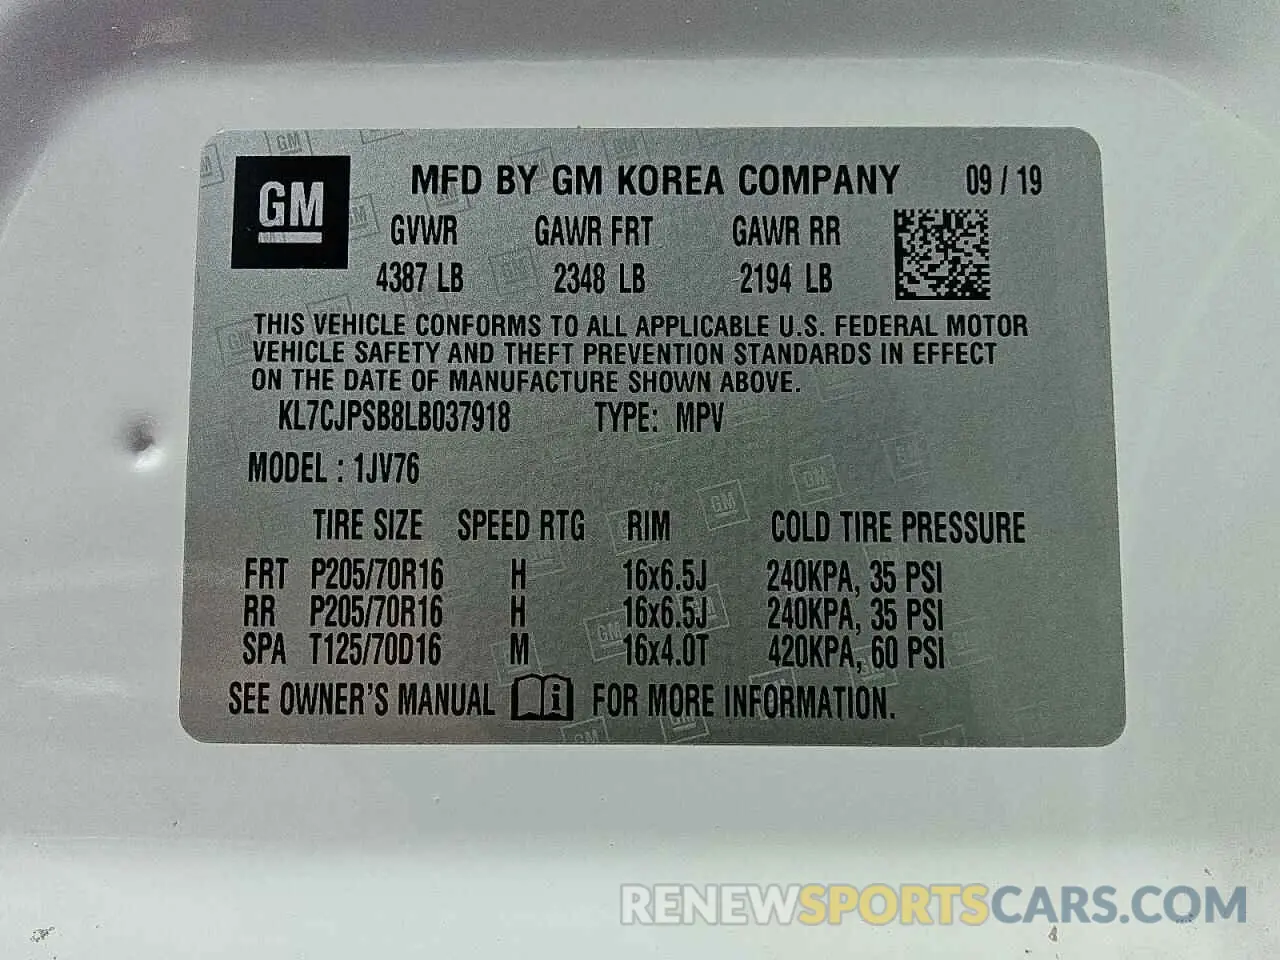 GM MFD BY GM KOREA COMPANY 09 / 19
GVWR GAWR FRT GAWR RR
4387 LB 2348 LB 2194 LB
THIS VEHICLE CONFORMS TO ALL APPLICABLE U.S. FEDERAL MOTOR
VEHICLE SAFETY AND THEFT PREVENTION STANDARDS IN EFFECT
ON THE DATE OF MANUFACTURE SHOWN ABOVE.
KL7CJPSB8LB037918 TYPE: MPV
MODEL : 1JV76
TIRE SIZE SPEED RTG RIM COLD TIRE PRESSURE
FRT P205/70R16 H 16x6.5J 240KPA, 35 PSI
RR P205/70R16 H 16x6.5J 240KPA, 35 PSI
SPA T125/70D16 M 16x4.0T 420KPA, 60 PSI
SEE OWNER'S MANUAL i FOR MORE INFORMATION.
RENEWSPORTSCARS.COM